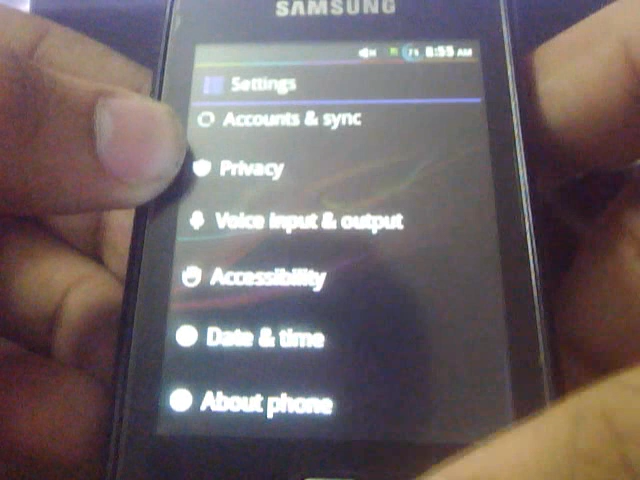 SAMSUNG
8:55 AM
Settings
Accounts & sync
Privacy
Voice input & output
Accessibility
Date & time
About phone